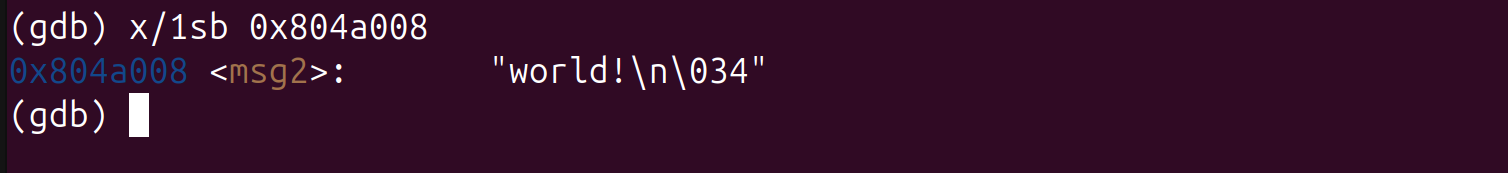 (gdb) x/1sb 0x804a008
0x804a008 <msg2>:       "world!\n\034"
(gdb)